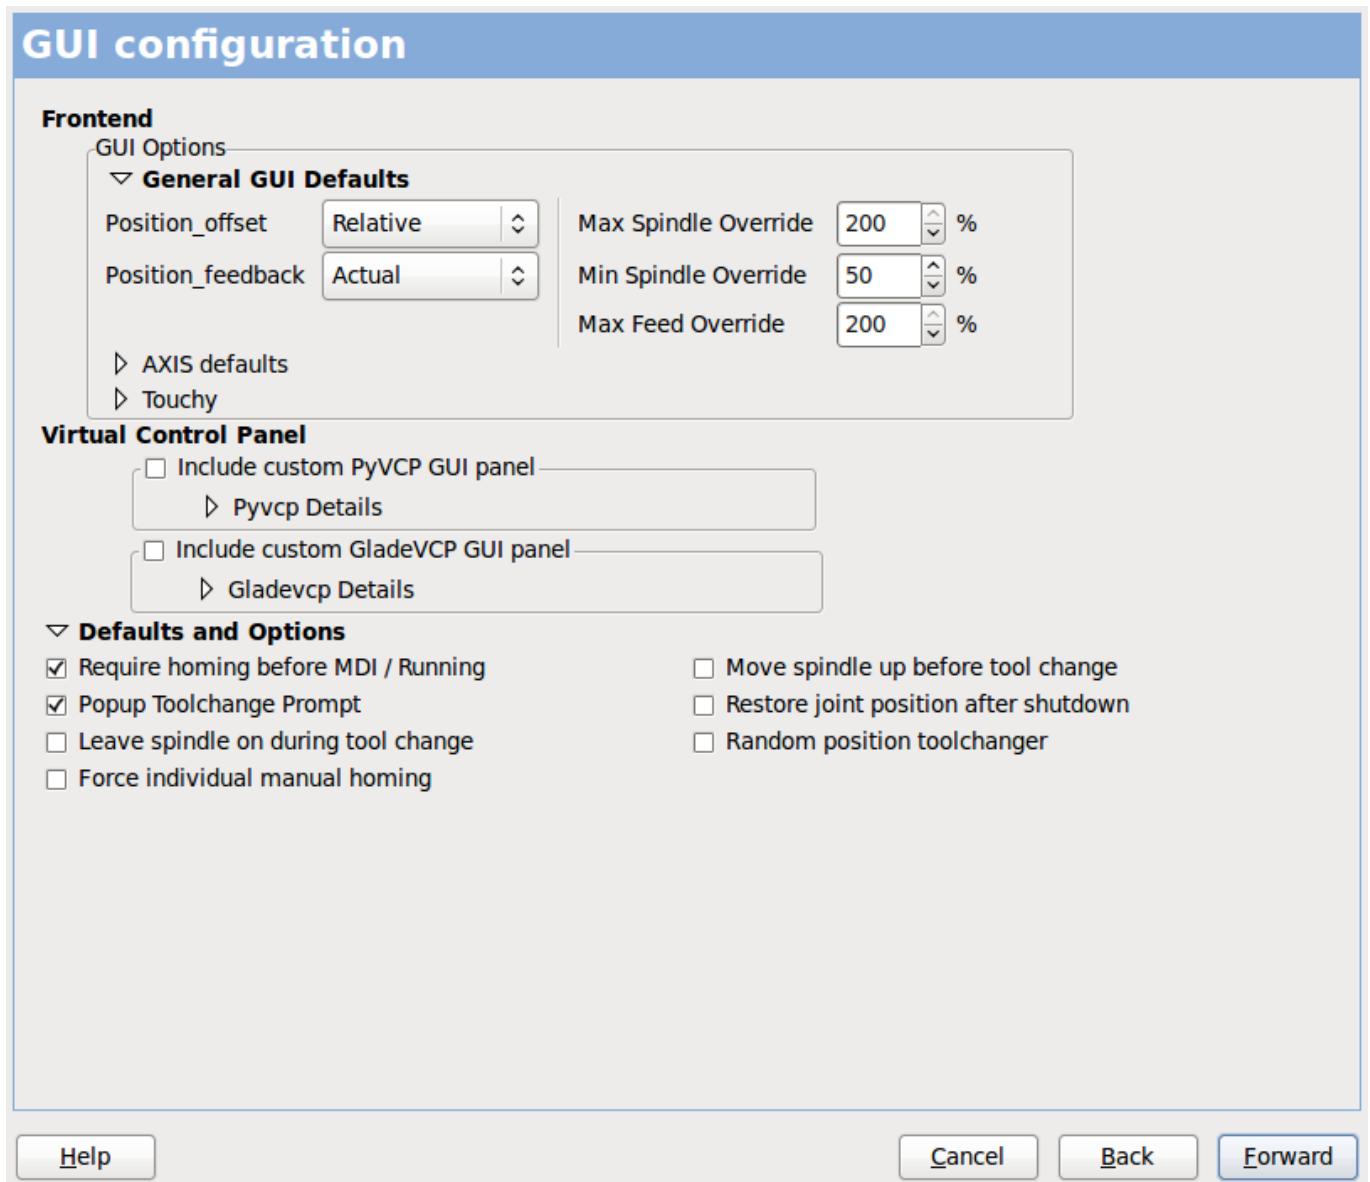 GUI configuration
Frontend
GUI Options
General GUI Defaults
Position_offset Relative Max Spindle Override 200 %
Position_feedback Actual Min Spindle Override 50 %
Max Feed Override 200 %
AXIS defaults
Touchy
Virtual Control Panel
Include custom PyVCP GUI panel
Pyvcp Details
Include custom GladeVCP GUI panel
Gladevcp Details
Defaults and Options
Require homing before MDI / Running Move spindle up before tool change
Popup Toolchange Prompt Restore joint position after shutdown
Leave spindle on during tool change Random position toolchanger
Force individual manual homing
Help Cancel Back Forward